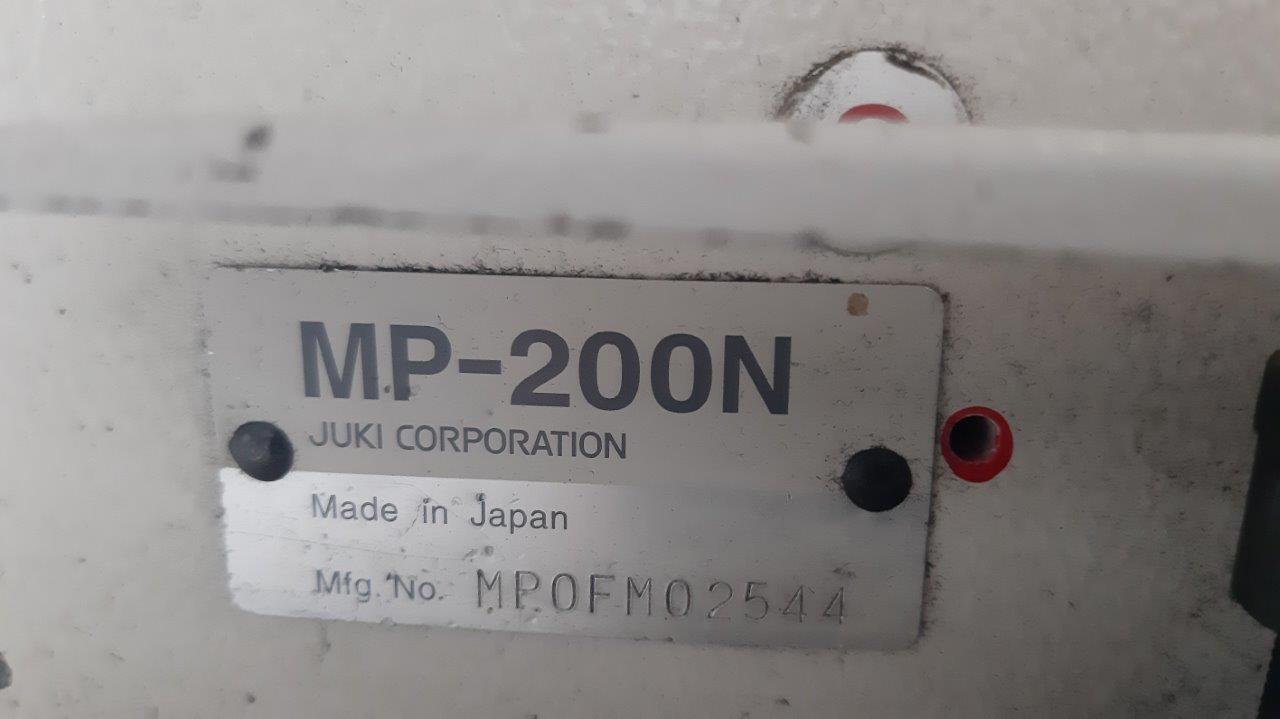 MP-200N
JUKI CORPORATION
Made in Japan
Mfg. No. MP0FM02544